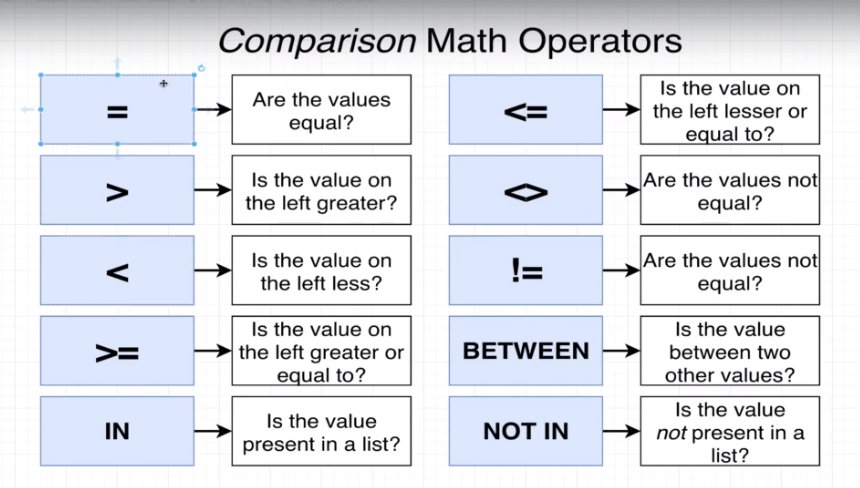 Comparison Math Operators
=
Are the values
equal?
<=
Is the value on
the left lesser or
equal to?
>
Is the value on
the left greater?
<>
Are the values not
equal?
<
Is the value on
the left less?
!=
Are the values not
equal?
>=
Is the value on
the left greater or
equal to?
BETWEEN
Is the value
between two
other values?
IN
Is the value
present in a list?
NOT IN
Is the value
not present in a
list?